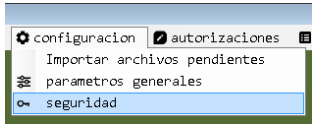 configuracion autorizaciones
Importar archivos pendientes
parametros generales
seguridad